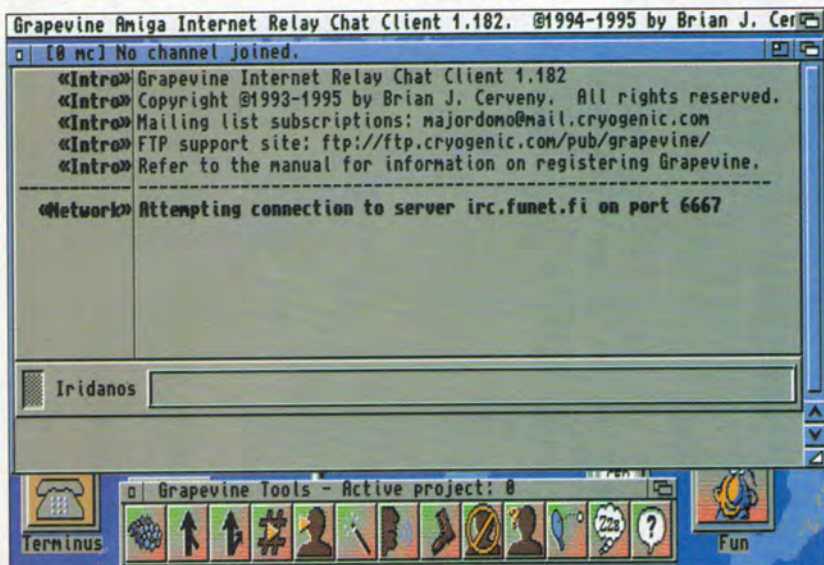 Grapevine Amiga Internet Relay Chat Client 1.182. ©1994-1995 by Brian J. Cer
[0 mc] No channel joined.
«Intro» Grapevine Internet Relay Chat Client 1.182
«Intro» Copyright ©1993-1995 by Brian J. Cerveny. All rights reserved.
«Intro» Mailing list subscriptions: majordomo@mail.cryogenic.com
«Intro» FTP support site: ftp://ftp.cryogenic.com/pub/grapevine/
«Intro» Refer to the manual for information on registering Grapevine.
«Network» Attempting connection to server irc.funet.fi on port 6667
Iridanos
Grapevine Tools - Active project: 0
#
Zzz
?
Terminus
Fun